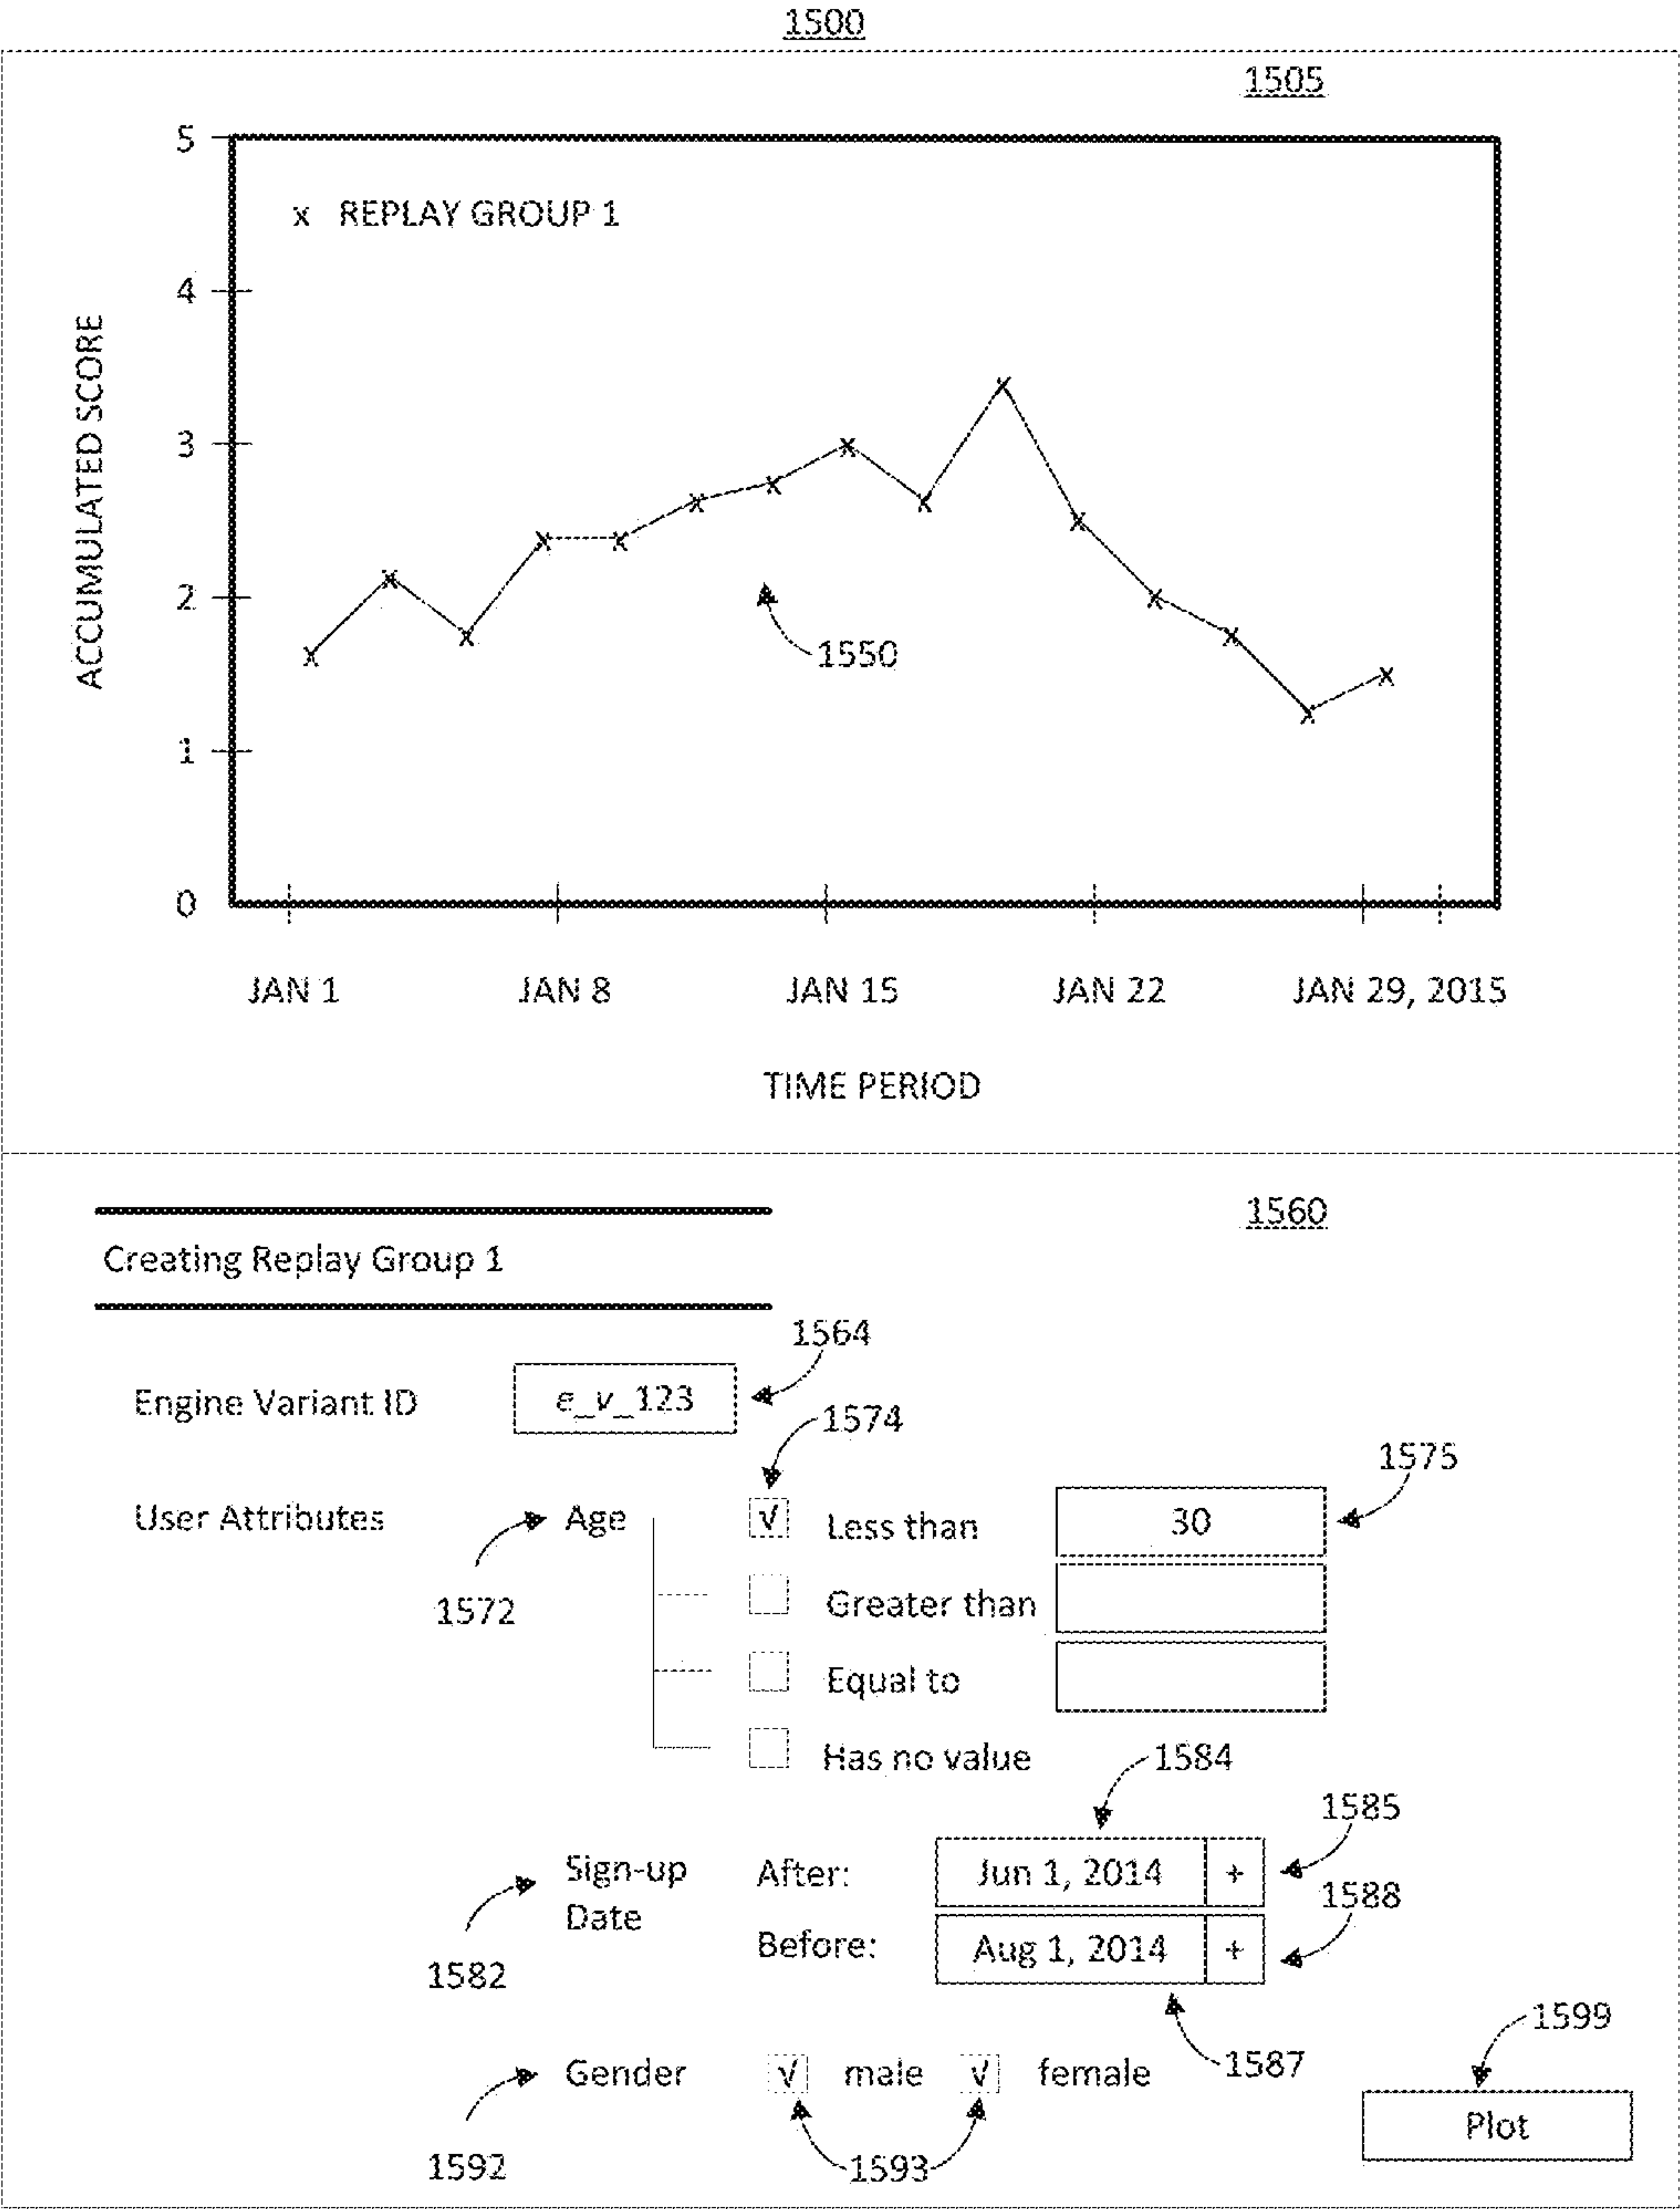 1500
1505
5
x REPLAY GROUP 1
4
3
2
1
0
ACCUMULATED SCORE
1550
JAN 1 JAN 8 JAN 15 JAN 22 JAN 29, 2015
TIME PERIOD
1560
Creating Replay Group 1
1564
Engine Variant ID e_v_123
1574
1575
User Attributes Age √ Less than 30
1572
Greater than
Equal to
Has no value
1584
1585
Sign-up Date After: Jun 1, 2014 +
1588
Before: Aug 1, 2014 +
1582
1599
1587
Gender √ male √ female
Plot
1592
1593